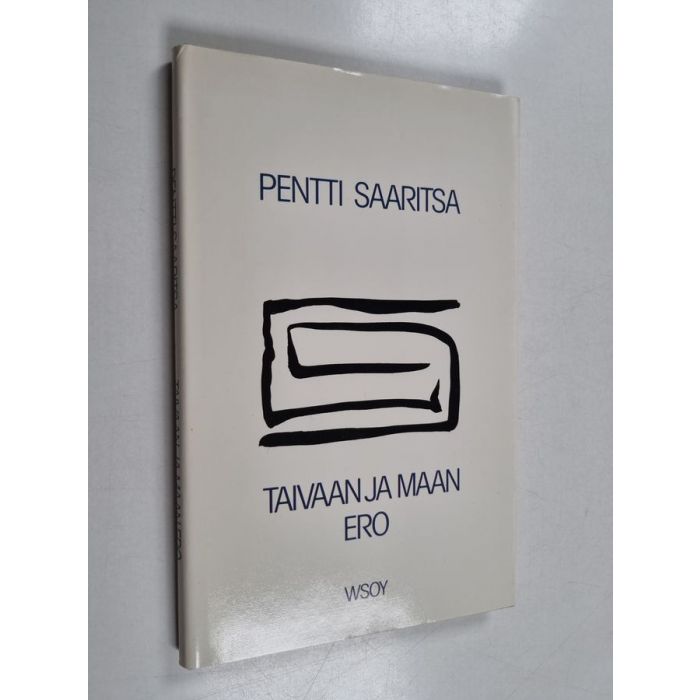 PENTTI SAARITSA
TAIVAAN JA MAAN
ERO
WSOY